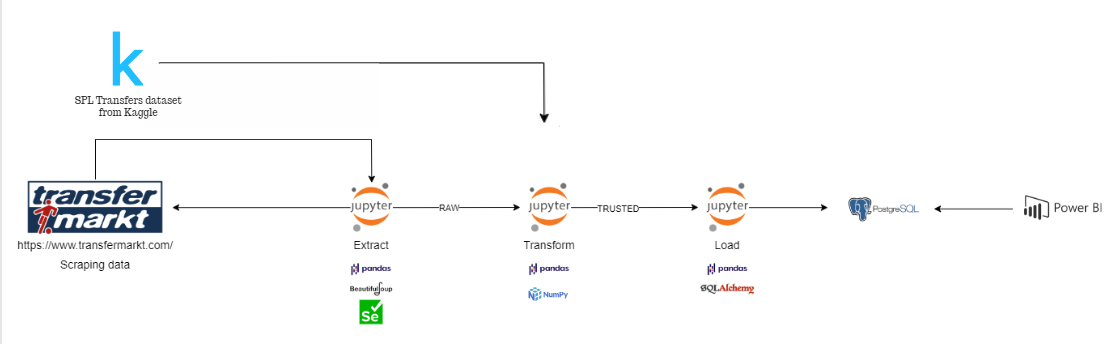 k
SPL Transfers dataset
from Kaggle
transfer
markt
https://www.transfermarkt.com/
Scraping data
jupyter
Extract
pandas
BeautifulSoup
Se
RAW
jupyter
Transform
pandas
NumPy
TRUSTED
jupyter
Load
pandas
SQLAlchemy
PostgreSQL
Power BI